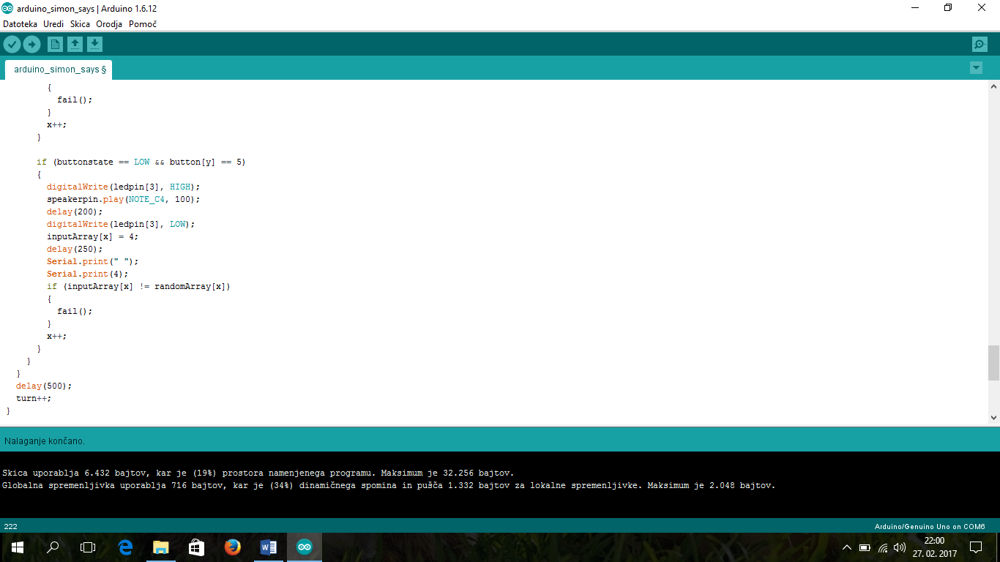 arduino_simon_says | Arduino 1.6.12
Datoteka Uredi Skica Orodja Pomoč
arduino_simon_says §
{
fail();
}
x++;
}
if (buttonstate == LOW && button[y] == 5)
{
digitalWrite(ledpin[3], HIGH);
speakerpin.play(NOTE_C4, 100);
delay(200);
digitalWrite(ledpin[3], LOW);
inputArray[x] = 4;
delay(250);
Serial.print(" ");
Serial.print(4);
if (inputArray[x] != randomArray[x])
{
fail();
}
x++;
}
}
}
delay(500);
turn++;
}
Nalaganje končano.
Skica uporablja 6.432 bajtov, kar je (19%) prostora namenjenega programu. Maksimum je 32.256 bajtov.
Globalna spremenljivka uporablja 716 bajtov, kar je (34%) dinamičnega spomina in pušča 1.332 bajtov za lokalne spremenljivke. Maksimum je 2.048 bajtov.
222
Arduino/Genuino Uno on COM6
22:00
27. 02. 2017